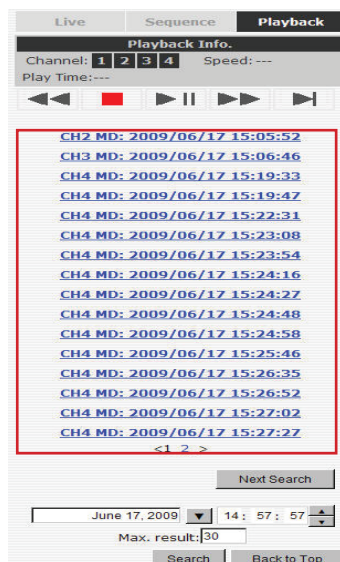 Live Sequence Playback
Playback Info.
Channel: 1 2 3 4 Speed: ---
Play Time:---
CH2 MD: 2009/06/17 15:05:52
CH3 MD: 2009/06/17 15:06:46
CH4 MD: 2009/06/17 15:19:33
CH4 MD: 2009/06/17 15:19:47
CH4 MD: 2009/06/17 15:22:31
CH4 MD: 2009/06/17 15:23:08
CH4 MD: 2009/06/17 15:23:54
CH4 MD: 2009/06/17 15:24:16
CH4 MD: 2009/06/17 15:24:27
CH4 MD: 2009/06/17 15:24:48
CH4 MD: 2009/06/17 15:24:58
CH4 MD: 2009/06/17 15:25:46
CH4 MD: 2009/06/17 15:26:35
CH4 MD: 2009/06/17 15:26:52
CH4 MD: 2009/06/17 15:27:02
CH4 MD: 2009/06/17 15:27:27
<1 2 >
Next Search
June 17, 2009 14: 57: 57
Max. result: 30
Search Back to Top